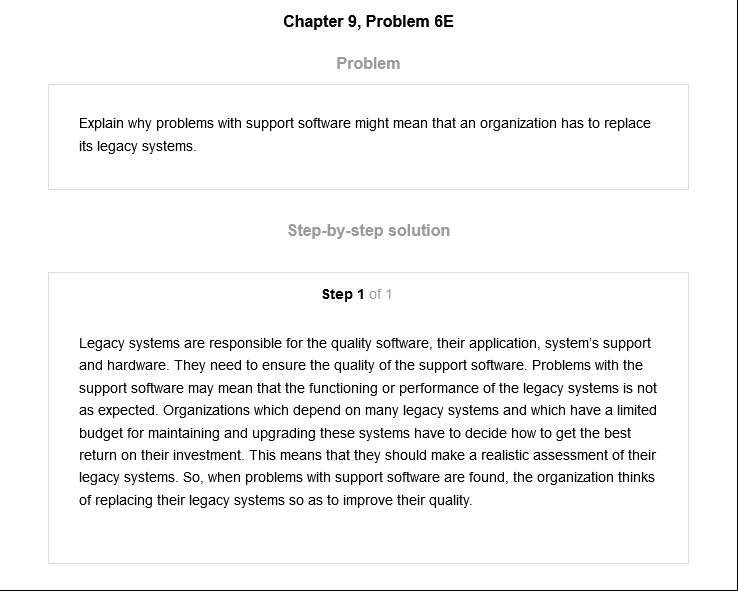 Chapter 9, Problem 6E
Problem
Explain why problems with support software might mean that an organization has to replace
its legacy systems.
Step-by-step solution
Step 1 of 1
Legacy systems are responsible for the quality software, their application, system's support
and hardware. They need to ensure the quality of the support software. Problems with the
support software may mean that the functioning or performance of the legacy systems is not
as expected. Organizations which depend on many legacy systems and which have a limited
budget for maintaining and upgrading these systems have to decide how to get the best
return on their investment. This means that they should make a realistic assessment of their
legacy systems. So, when problems with support software are found, the organization thinks
of replacing their legacy systems so as to improve their quality.